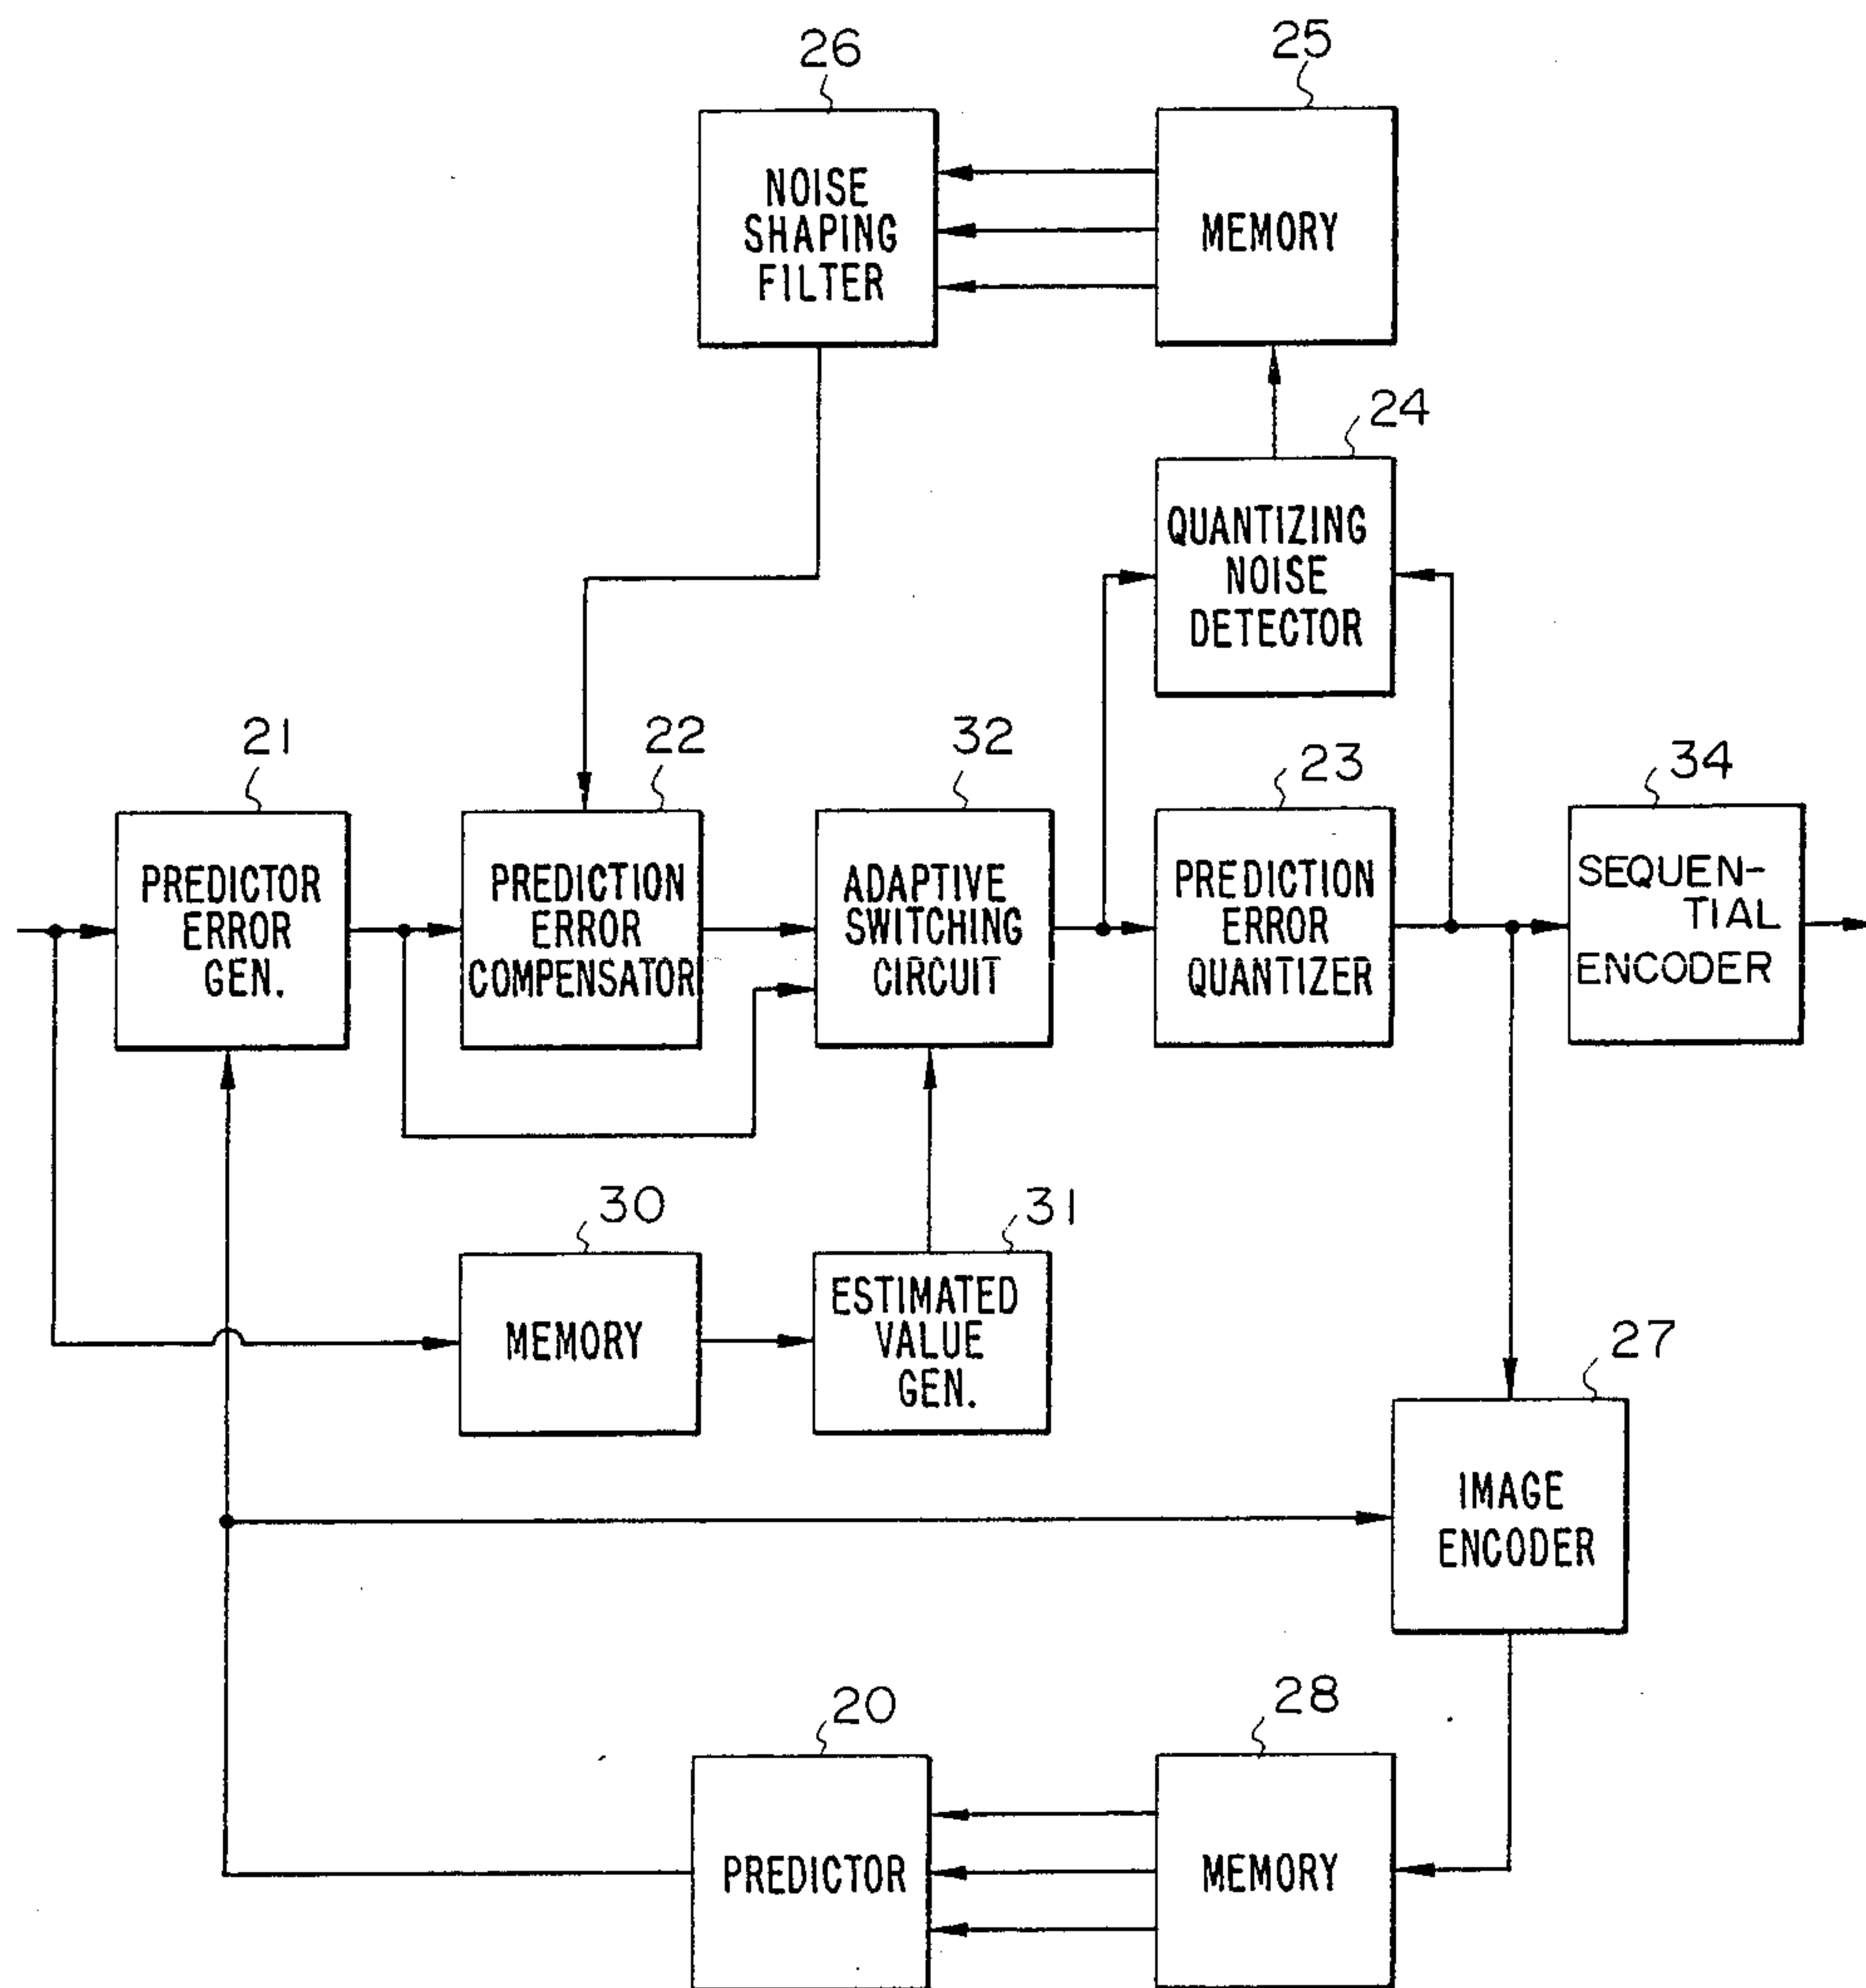 26
25
NOISE
SHAPING
FILTER
MEMORY
24
QUANTIZING
NOISE
DETECTOR
21
22
32
23
34
PREDICTOR
ERROR
GEN.
PREDICTION
ERROR
COMPENSATOR
ADAPTIVE
SWITCHING
CIRCUIT
PREDICTION
ERROR
QUANTIZER
SEQUEN-
TIAL
ENCODER
30
31
MEMORY
ESTIMATED
VALUE
GEN.
27
IMAGE
ENCODER
20
28
PREDICTOR
MEMORY